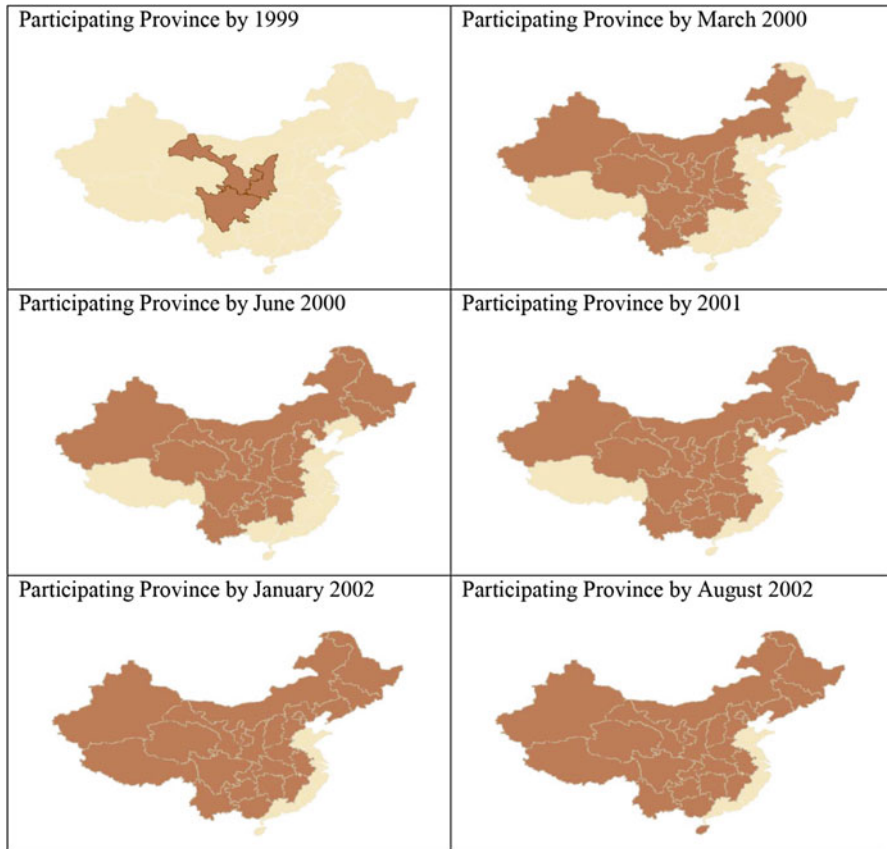 Participating Province by 1999
Participating Province by March 2000
Participating Province by June 2000
Participating Province by 2001
Participating Province by January 2002
Participating Province by August 2002